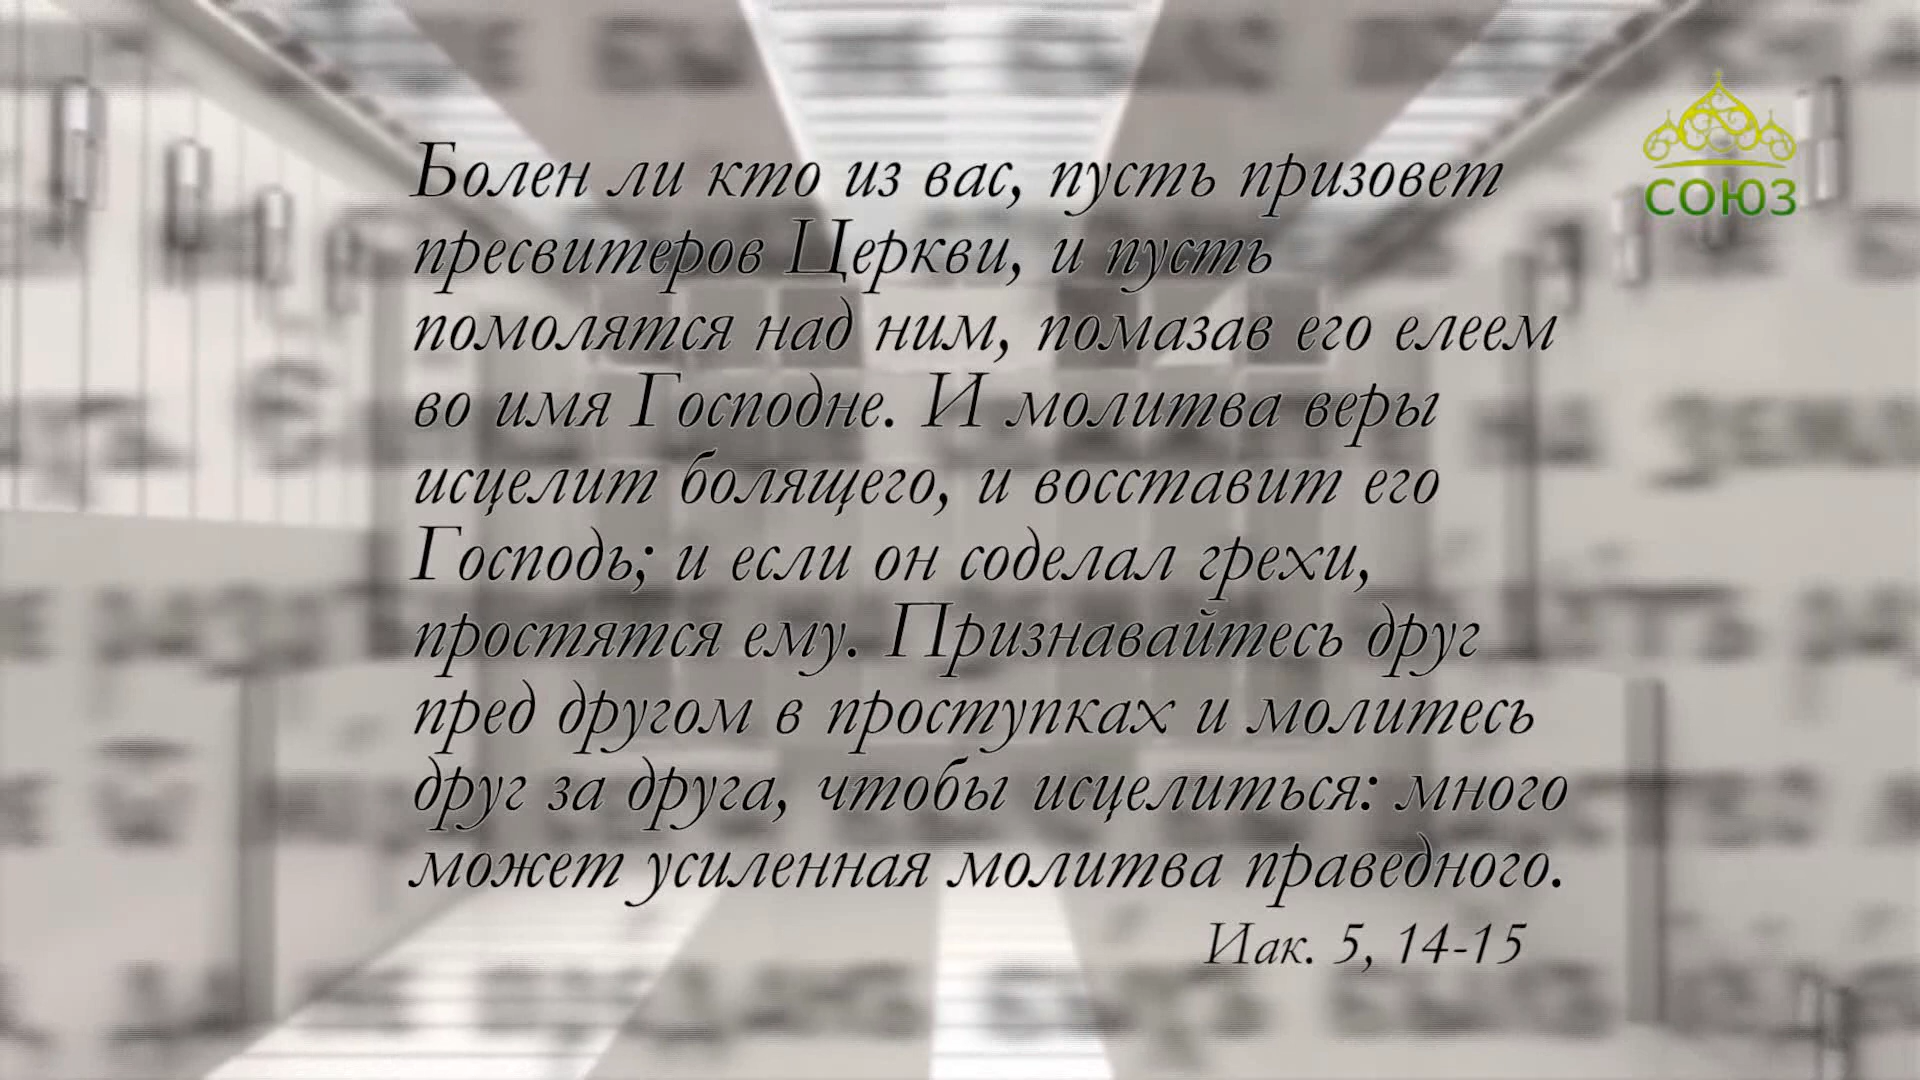 СОЮЗ
Болен ли кто из вас, пусть призовет
пресвитеров Церкви, и пусть
помолятся над ним, помазав его елеем
во имя Господне. И молитва веры
исцелит болящего, и восставит его
Господь; и если он соделал грехи,
простятся ему. Признавайтесь друг
пред другом в проступках и молитесь
друг за друга, чтобы исцелиться: много
может усиленная молитва праведного.
Иак. 5, 14-15